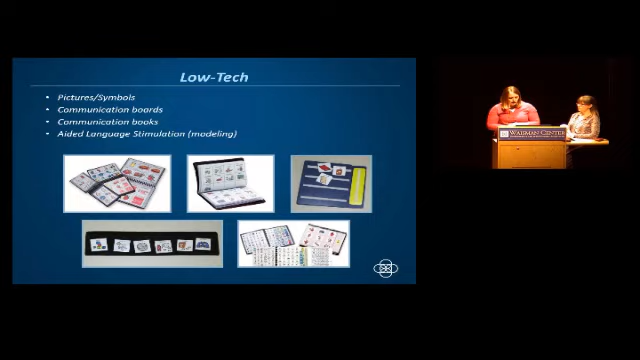 Low-Tech
• Pictures/Symbols
• Communication boards
• Communication books
• Aided Language Stimulation (modeling)
WAISMAN CENTER